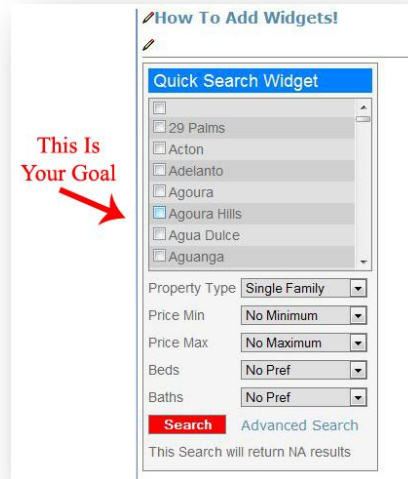 How To Add Widgets!
Quick Search Widget
29 Palms
Acton
Adelanto
Agoura
Agoura Hills
Agua Dulce
Aguanga
This Is
Your Goal
Property Type Single Family
Price Min No Minimum
Price Max No Maximum
Beds No Pref
Baths No Pref
Search Advanced Search
This Search will return NA results